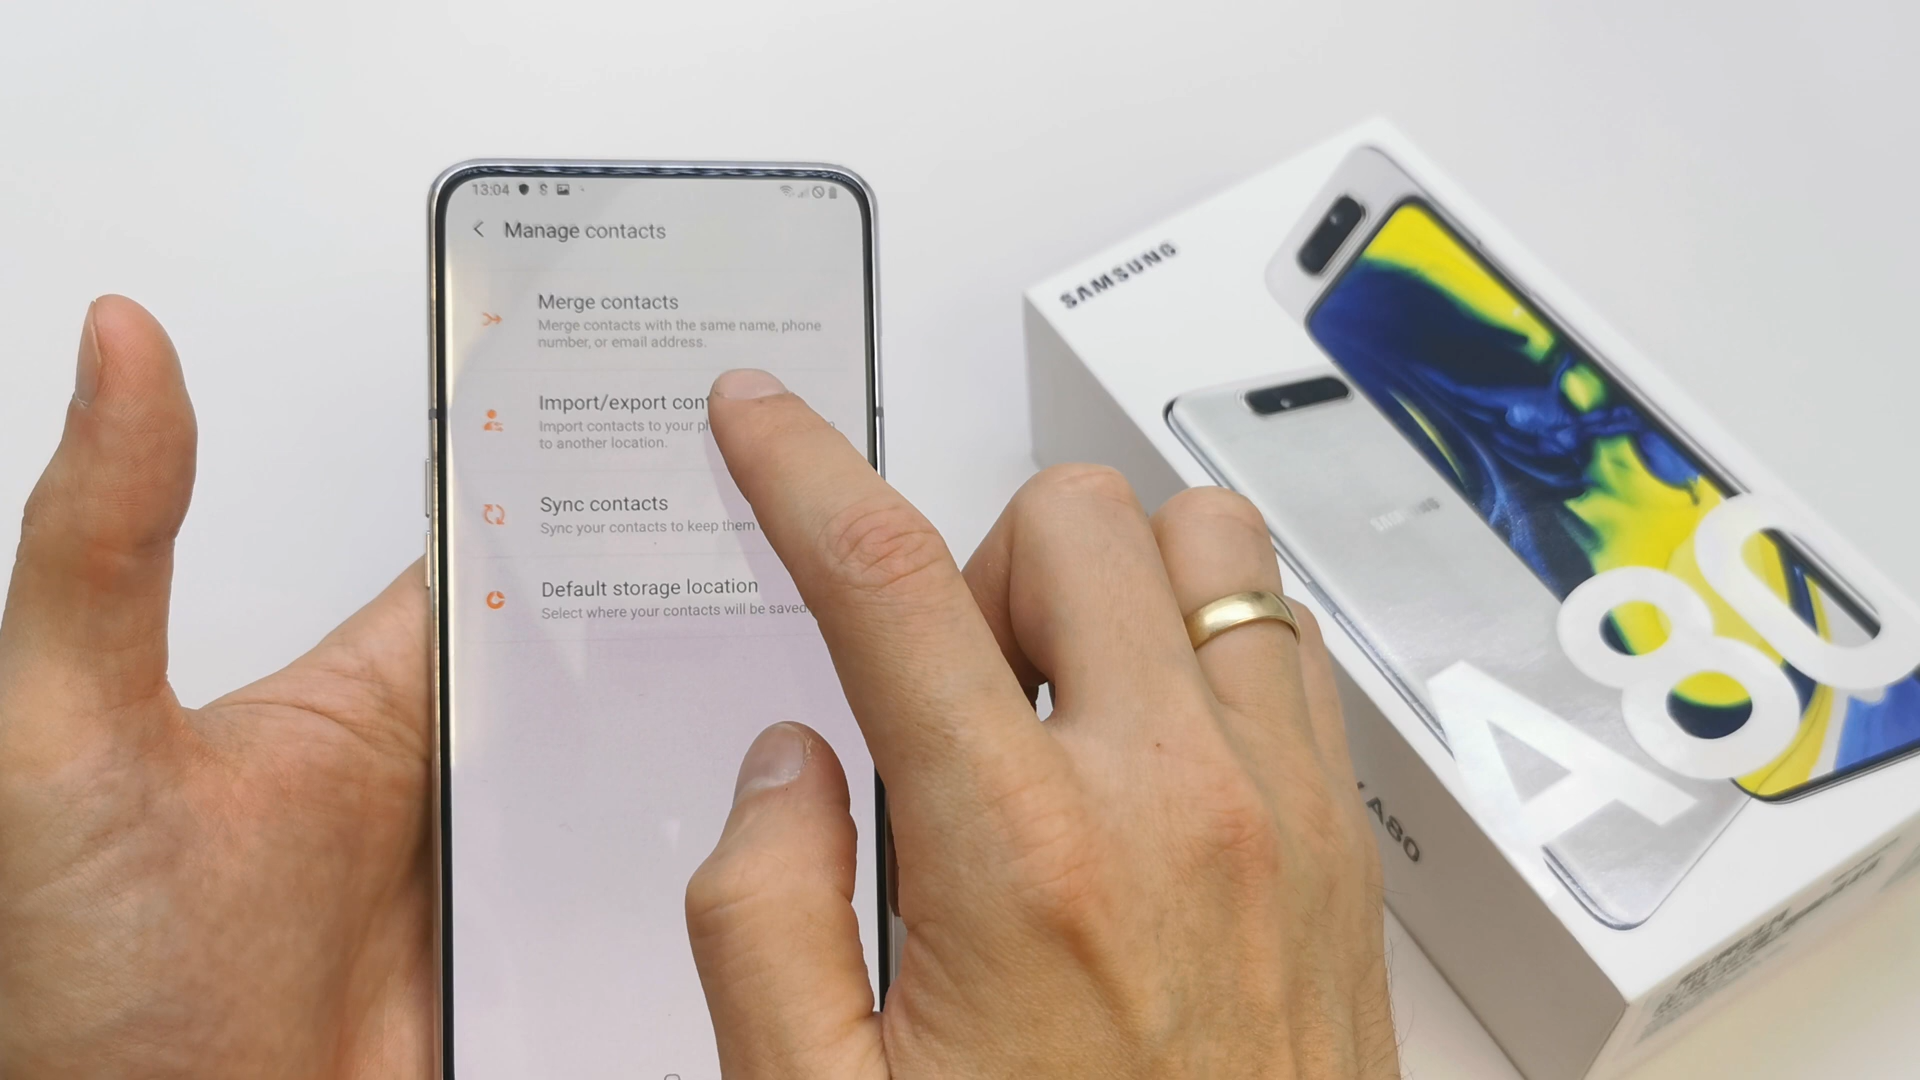 13:04
Manage contacts
Merge contacts
Merge contacts with the same name, phone
number, or email address.
Import/export
Import contacts to your
to another location.
Sync contacts
Sync your contacts to keep them
Default storage location
Select where your contacts will be saved
SAMSUNG
SAMSUNG
A80
A80